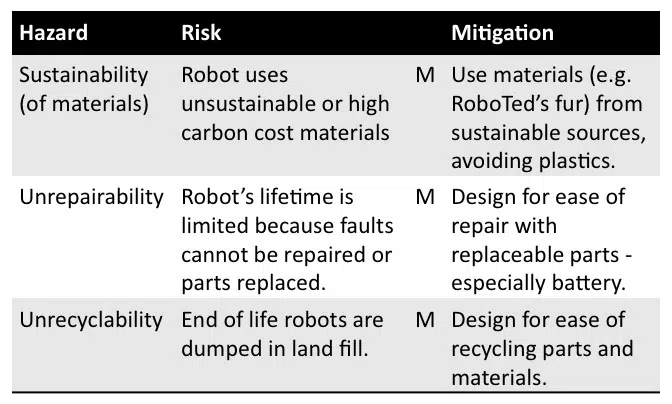 Hazard Risk Mitigation
Sustainability Robot uses M Use materials (e.g.
(of materials) unsustainable or high RoboTed’s fur) from
carbon cost materials sustainable sources,
avoiding plastics.
Unrepairability Robot’s lifetime is M Design for ease of
limited because faults repair with
cannot be repaired or replaceable parts -
parts replaced. especially battery.
Unrecyclability End of life robots are M Design for ease of
dumped in land fill. recycling parts and
materials.